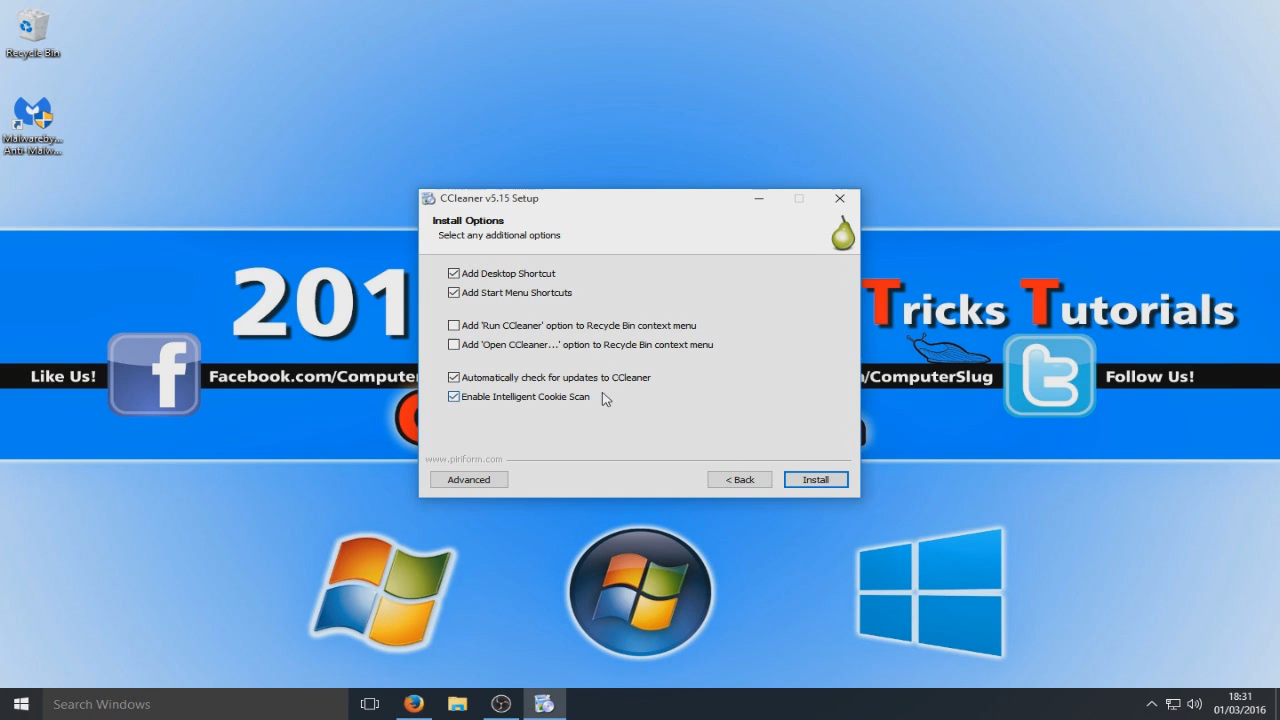 Recycle Bin
Malwareby...
Anti-Malw...
CCleaner v5.15 Setup
Install Options
Select any additional options
Add Desktop Shortcut
Add Start Menu Shortcuts
Add 'Run CCleaner' option to Recycle Bin context menu
Add 'Open CCleaner...' option to Recycle Bin context menu
Automatically check for updates to CCleaner
Enable Intelligent Cookie Scan
www.piriform.com
Advanced
< Back
Install
201
Tricks Tutorials
Like Us!
Facebook.com/Computer
/ComputerSlug
Follow Us!
Search Windows
18:31
01/03/2016